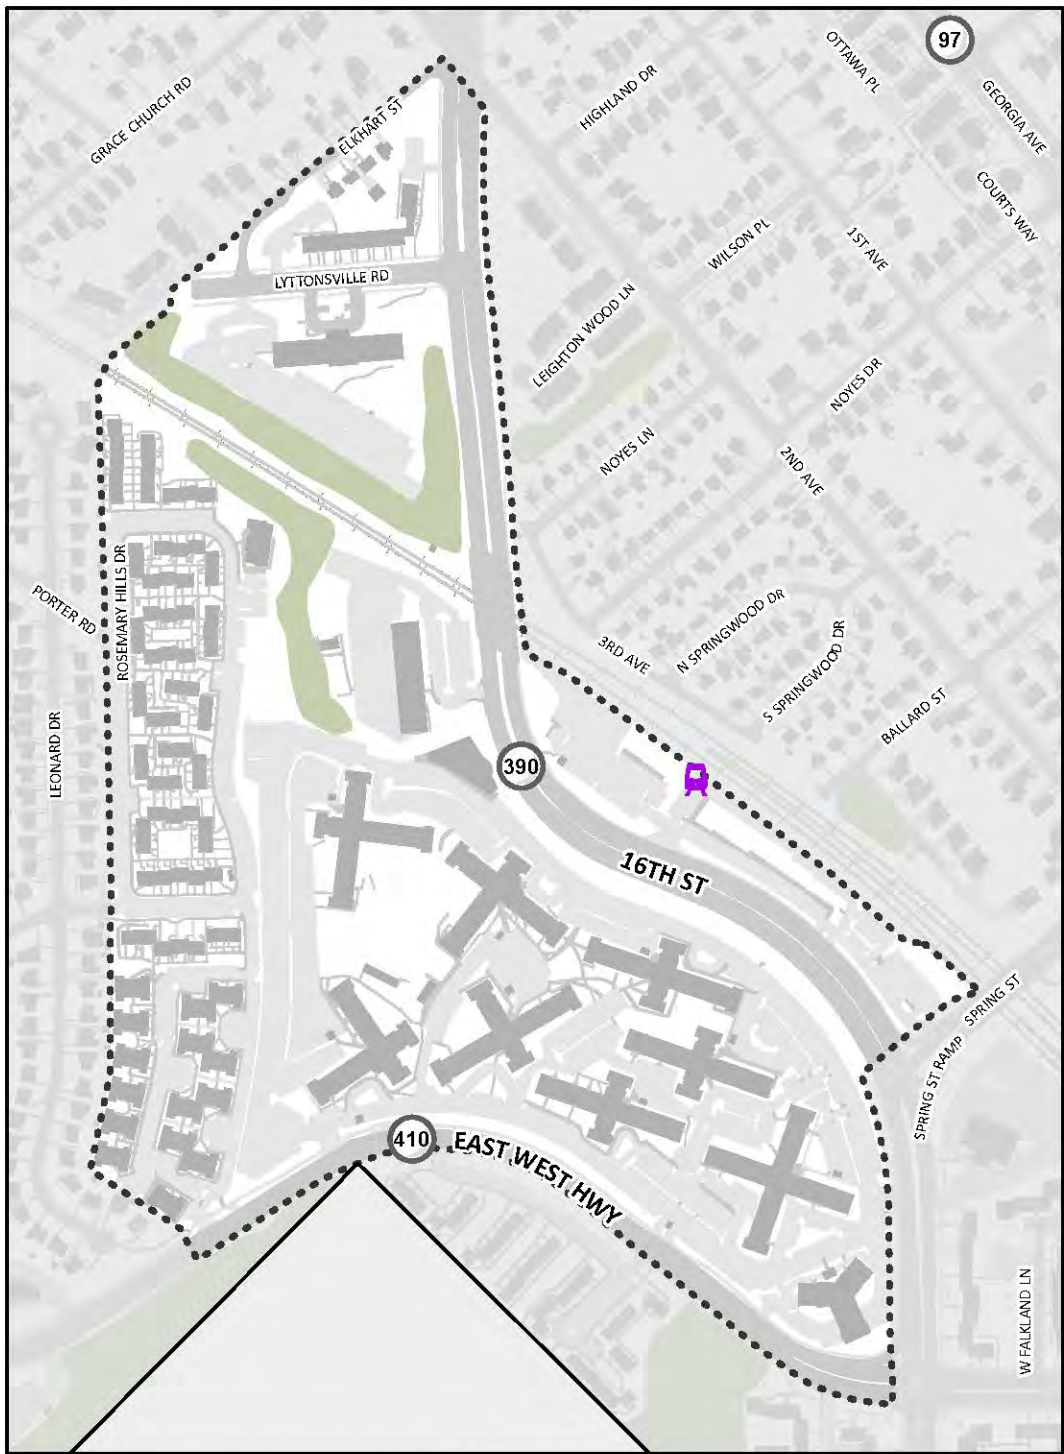 97
OTTAWA PL
GEORGIA AVE
HIGHLAND DR
GRACE CHURCH RD
ELKHART ST
COURTS WAY
WILSON PL
1ST AVE
LYTTONSVILLE RD
LEIGHTON WOOD LN
NOYES DR
NOYES LN
2ND AVE
ROSEMARY HILLS DR
PORTER RD
3RD AVE
N SPRINGWOOD DR
S SPRINGWOOD DR
BALLARD ST
LEONARD DR
390
16TH ST
SPRING ST
SPRING ST RAMP
410
EAST WEST HWY
W FALKLAND LN